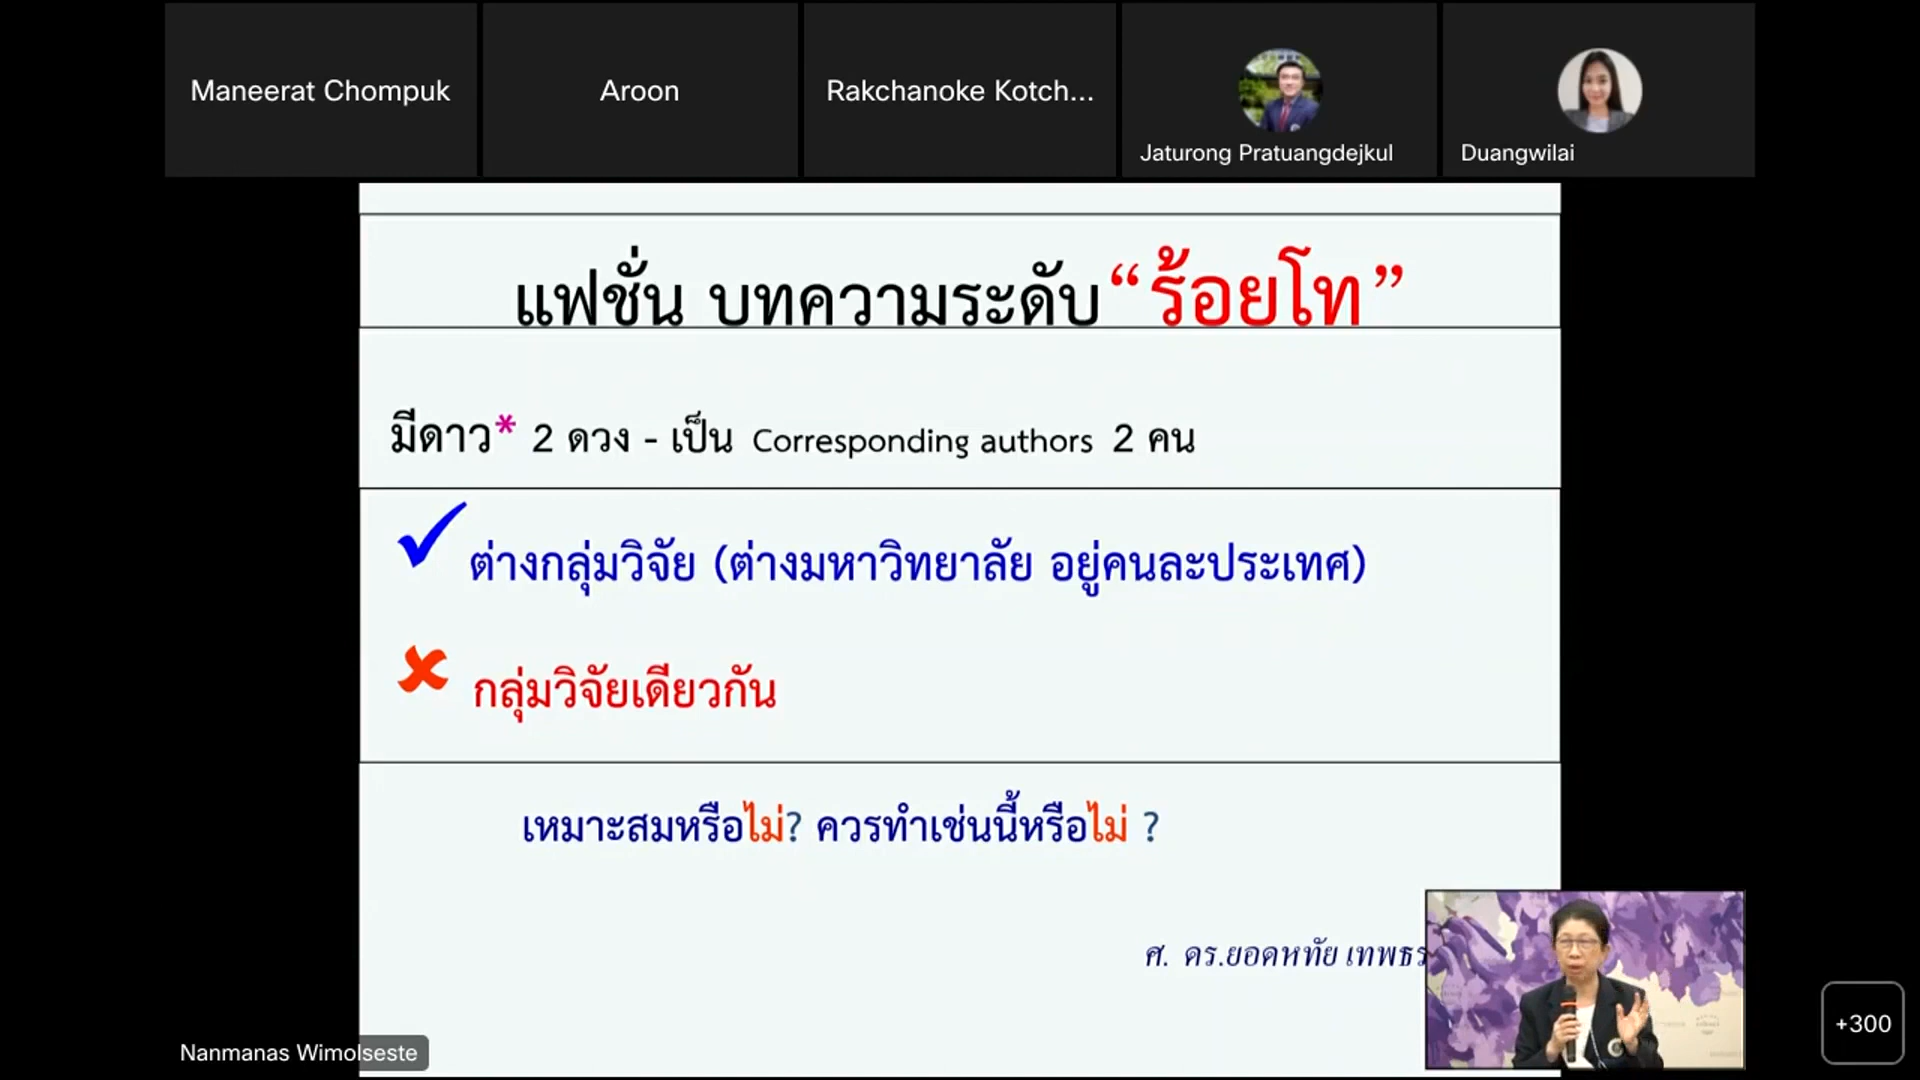 Maneerat Chompuk
Aroon
Rakchanoke Kotch...
Jaturong Pratuangdejkul
Duangwilai
แฟชั่น บทความระดับ “ร้อยโท”
มีดาว* 2 ดวง - เป็น Corresponding authors 2 คน
✓ ต่างกลุ่มวิจัย (ต่างมหาวิทยาลัย อยู่คนละประเทศ)
✘ กลุ่มวิจัยเดียวกัน
เหมาะสมหรือไม่? ควรทำเช่นนี้หรือไม่ ?
ศ. ดร.ยอดหทัย เทพธร
Nanmanas Wimolseste
+300